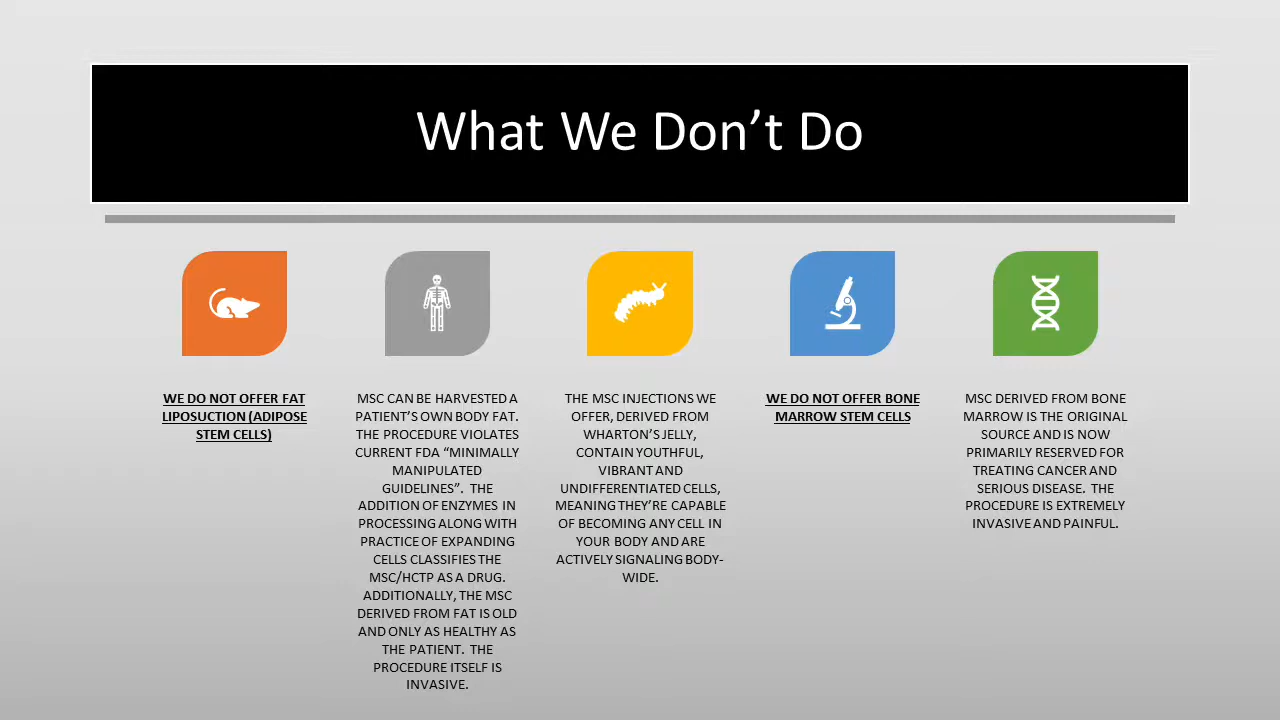 What We Don't Do
WE DO NOT OFFER FAT
LIPOSUCTION (ADIPOSE
STEM CELLS)
MSC CAN BE HARVESTED A
PATIENT'S OWN BODY FAT.
THE PROCEDURE VIOLATES
CURRENT FDA “MINIMALLY
MANIPULATED
GUIDELINES”.  THE
ADDITION OF ENZYMES IN
PROCESSING ALONG WITH
PRACTICE OF EXPANDING
CELLS CLASSIFIES THE
MSC/HCTP AS A DRUG.
ADDITIONALLY, THE MSC
DERIVED FROM FAT IS OLD
AND ONLY AS HEALTHY AS
THE PATIENT.  THE
PROCEDURE ITSELF IS
INVASIVE.
THE MSC INJECTIONS WE
OFFER, DERIVED FROM
WHARTON'S JELLY,
CONTAIN YOUTHFUL,
VIBRANT AND
UNDIFFERENTIATED CELLS,
MEANING THEY'RE CAPABLE
OF BECOMING ANY CELL IN
YOUR BODY AND ARE
ACTIVELY SIGNALING BODY-
WIDE.
WE DO NOT OFFER BONE
MARROW STEM CELLS
MSC DERIVED FROM BONE
MARROW IS THE ORIGINAL
SOURCE AND IS NOW
PRIMARILY RESERVED FOR
TREATING CANCER AND
SERIOUS DISEASE.  THE
PROCEDURE IS EXTREMELY
INVASIVE AND PAINFUL.